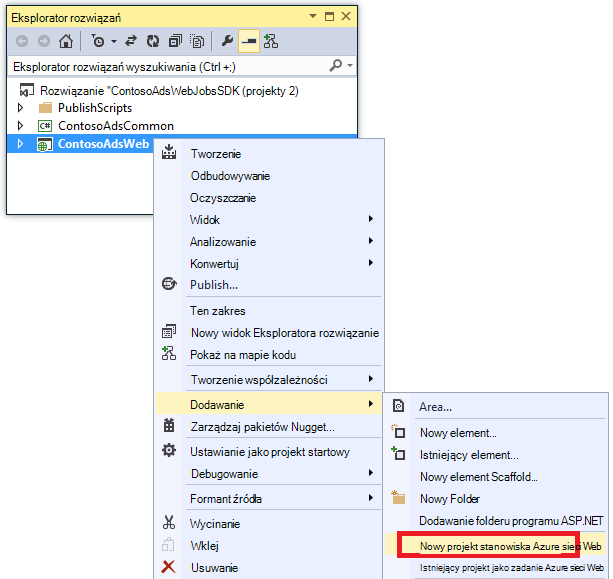 Eksplorator rozwiązań
Eksplorator rozwiązań wyszukiwania (Ctrl +;)
Rozwiązanie "ContosoAdsWebJobsSDK (projekty 2)
PublishScripts
C# ContosoAdsCommon
ContosoAdsWeb
Tworzenie
Odbudowywanie
Oczyszczanie
Widok
Analizowanie
Konwertuj
Publish...
Ten zakres
Nowy widok Eksploratora rozwiązanie
Pokaż na mapie kodu
Tworzenie współzależności
Dodawanie
Zarządzaj pakietów Nugget...
Ustawianie jako projekt startowy
Debugowanie
Formant źródła
Wycinanie
Wklej
Usuwanie
Area...
Nowy element...
Istniejący element...
Nowy element Scaffold...
Nowy Folder
Dodawanie folderu programu ASP.NET
Nowy projekt stanowiska Azure sieci Web
Istniejący projekt jako zadanie Azure sieci Web